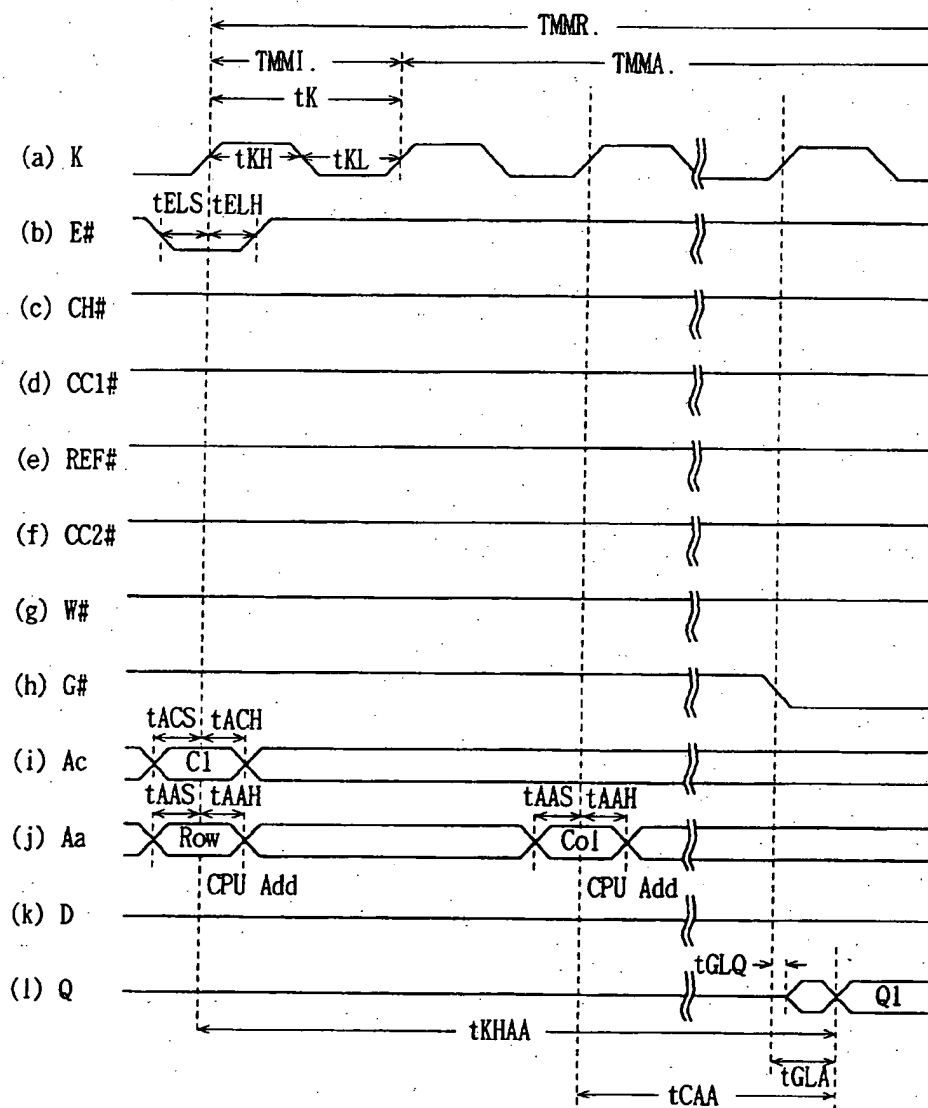 TMMR.
TMMI. TMMA.
tK
(a) K tKH tKL
tELS tELH
(b) E#
(c) CH#
(d) CC1#
(e) REF#
(f) CC2#
(g) W#
(h) G#
tACS tACH
(i) Ac C1
tAAS tAAH tAAS tAAH
(j) Aa Row Col
CPU Add CPU Add
(k) D
tGLQ
(l) Q Q1
tKHAA
tGLA
tCAA